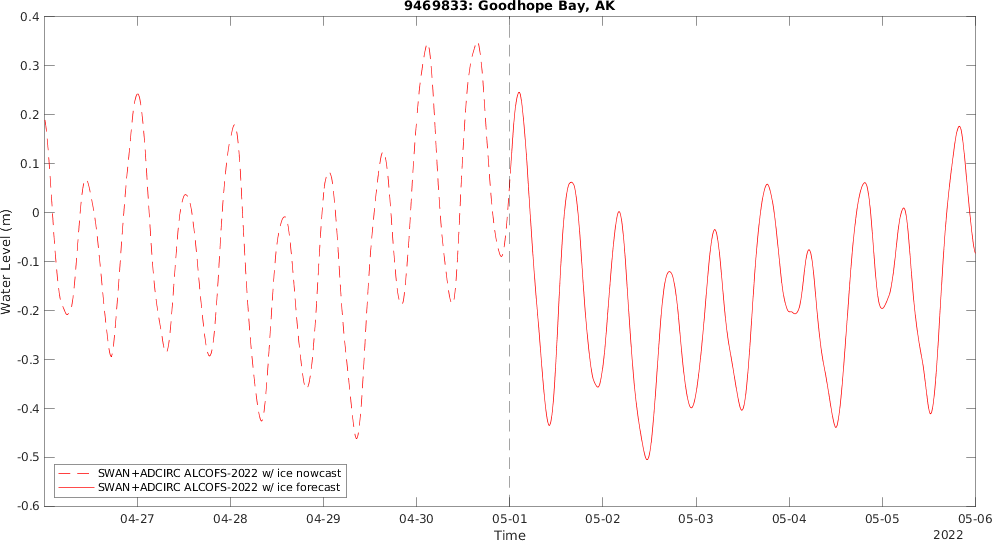 9469833: Goodhope Bay, AK
Water Level (m)
0.4
0.3
0.2
0.1
0
-0.1
-0.2
-0.3
-0.4
-0.5
-0.6
SWAN+ADCIRC ALCOFS-2022 w/ ice nowcast
SWAN+ADCIRC ALCOFS-2022 w/ ice forecast
04-27 04-28 04-29 04-30 05-01 05-02 05-03 05-04 05-05 05-06
Time
2022